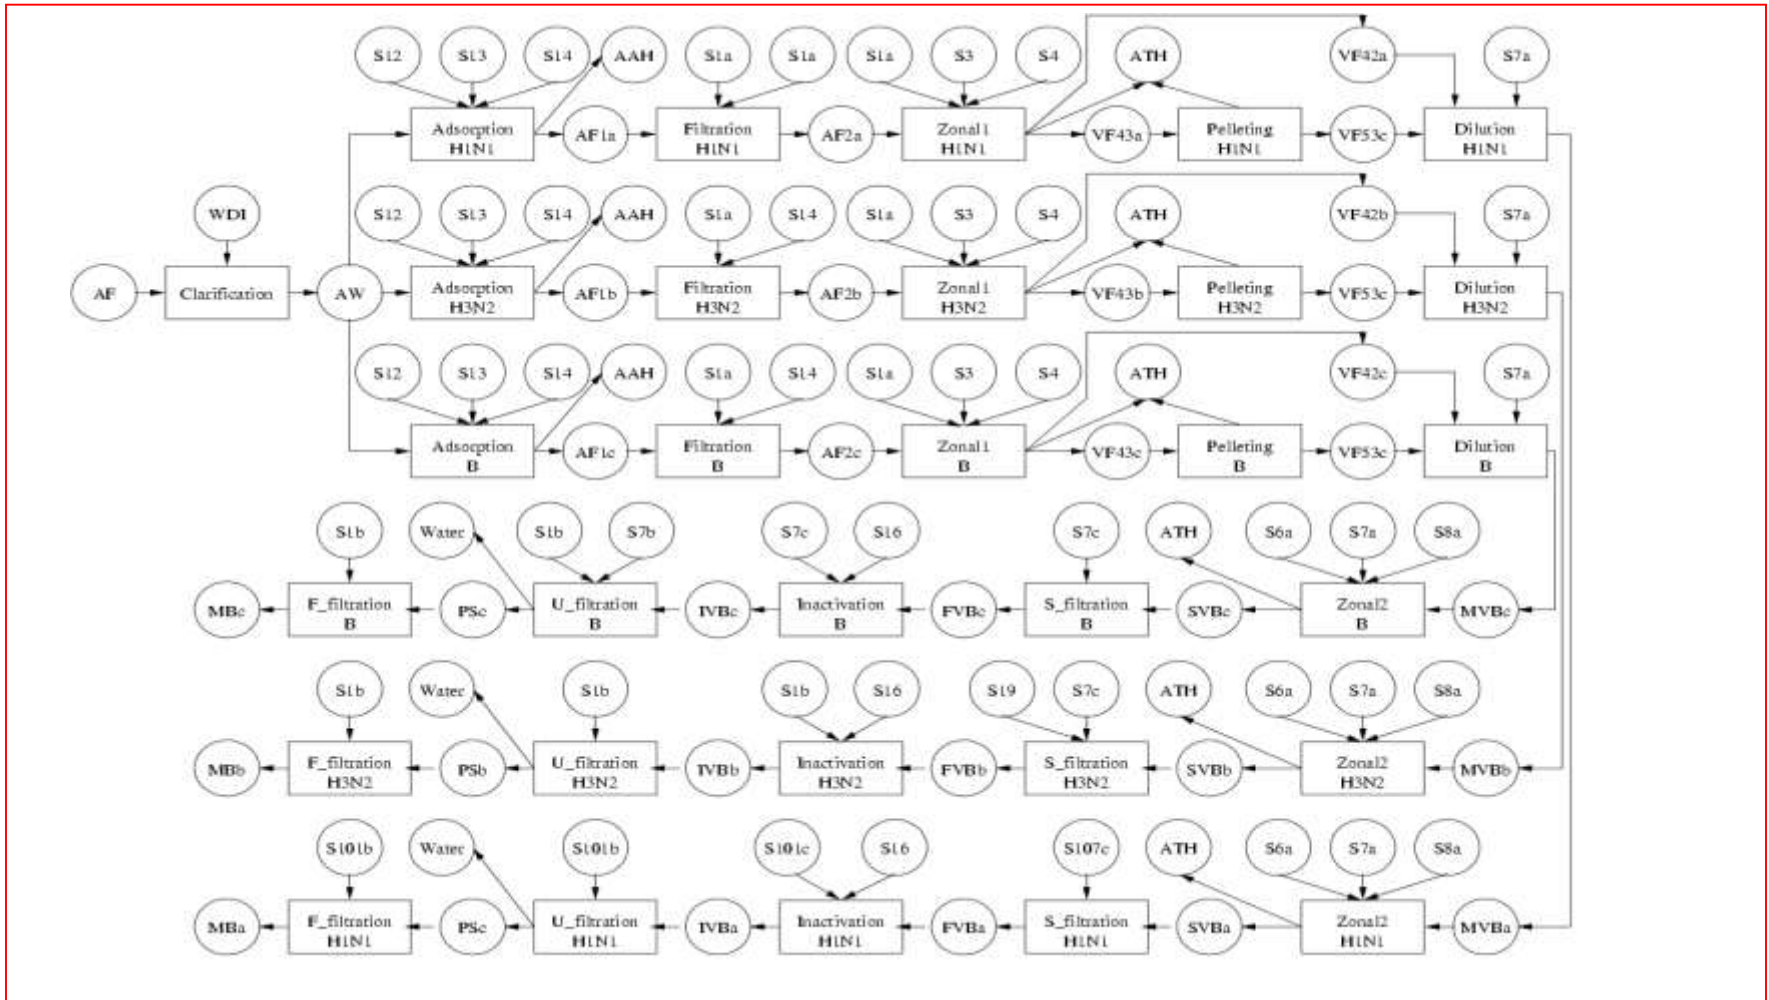 S12 S13 S14 AAH S1a S1a S1a S3 S4 ATH VF42a S7a
Adsorption Filtration Zonal1 Pelleting Dilution
H1N1 AF1a H1N1 AF2a H1N1 VF43a H1N1 VF53c H1N1
WDI S12 S13 S14 AAH S1a S14 S1a S3 S4 ATH VF42b S7a
AF Clarification AW Adsorption AF1b Filtration AF2b Zonal1 VF43b Pelleting VF53c Dilution
H3N2 H3N2 H3N2 H3N2 H3N2
S12 S13 S14 AAH S1a S14 S1a S3 S4 ATH VF42c S7a
Adsorption AF1c Filtration AF2c Zonal1 VF43c Pelleting VF53c Dilution
B B B B B
S1b Water S1b S7b S7c S16 S7c ATH S6a S7a S8a
MBc F_filtration PSc U_filtration IVBc Inactivation FVBc S_filtration SVBc Zonal2 MVBc
B B B B B
S1b Water S1b S1b S16 S19 S7c ATH S6a S7a S8a
MBb F_filtration PSb U_filtration IVBb Inactivation FVBb S_filtration SVBb Zonal2 MVBb
H3N2 H3N2 H3N2 H3N2 H3N2
S101b Water S101b S101c S16 S107c ATH S6a S7a S8a
MBa F_filtration PSc U_filtration IVBa Inactivation FVBa S_filtration SVBa Zonal2 MVBa
H1N1 H1N1 H1N1 H1N1 H1N1